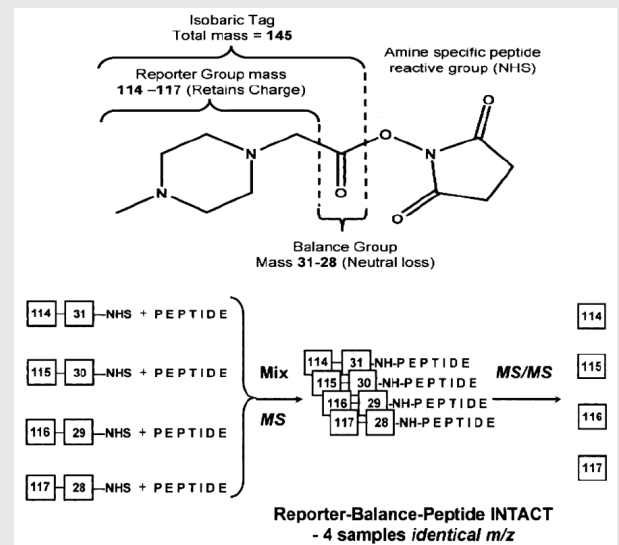 Isobaric Tag
Total mass = 145
Reporter Group mass
114 –117 (Retains Charge)
Amine specific peptide
reactive group (NHS)
O
O
N
N
N
O
O
Balance Group
Mass 31-28 (Neutral loss)
114 31 -NHS + PEPTIDE
115 30 -NHS + PEPTIDE
116 29 -NHS + PEPTIDE
117 28 -NHS + PEPTIDE
Mix
MS
114 31 -NH-PEPTIDE
115 30 -NH-PEPTIDE
116 29 -NH-PEPTIDE
117 28 -NH-PEPTIDE
MS/MS
114
115
116
117
Reporter-Balance-Peptide INTACT
- 4 samples identical m/z